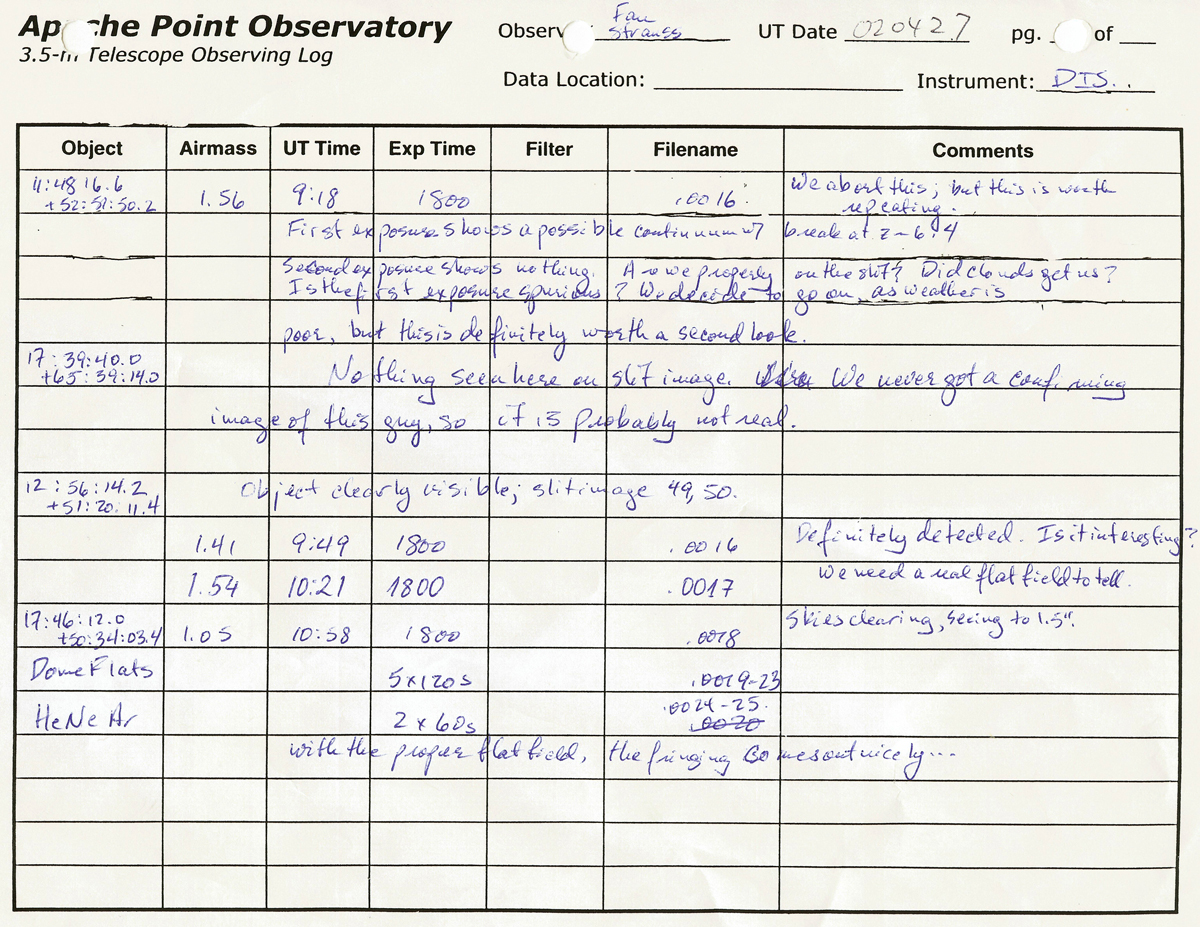 Apache Point Observatory
3.5-m Telescope Observing Log
Observer: Fan
Strauss
UT Date 020427
pg. of
Data Location:
Instrument: DIS..
Object Airmass UT Time Exp Time Filter Filename Comments
11:48 16.6 We abort this; but this is worth
+52:51:50.2 1.56 9:18 1800 .0016 repeating.
First exposure shows a possible continuum? break at z~6.4
Second exposure shows nothing. Are we properly on the slit? Did clouds get us?
Is the first exposure spurious? We decide to go on, as weather is
poor, but this is definitely worth a second look.
17:39:40.0
+65:39:14.0 Nothing seen here on slit image. We never got a confirming
image of this guy, so it is probably not real.
12:56:14.2 Object clearly visible; slit image 49, 50.
+51:20:11.4
1.41 9:49 1800 .0016 Definitely detected. Is it interesting?
1.54 10:21 1800 .0017 We need a real flat field to tell.
17:46:12.0 Skies clearing, seeing to 1.5".
+50:34:03.4 1.05 10:58 1800 .0018
Dome Flats 5x120s .0019-23
HeNeAr 2 x 60s .0024-25.
.0020
with the proper flat field, the fringing comes out nicely...